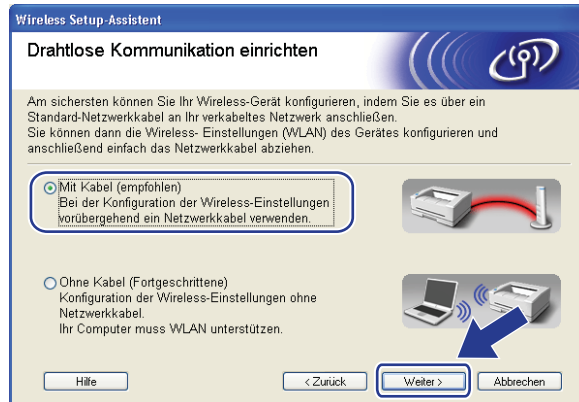 Wireless Setup-Assistent
Drahtlose Kommunikation einrichten
Am sichersten können Sie Ihr Wireless-Gerät konfigurieren, indem Sie es über ein
Standard-Netzwerkkabel an Ihr verkabeltes Netzwerk anschließen.
Sie können dann die Wireless- Einstellungen (WLAN) des Gerätes konfigurieren und
anschließend einfach das Netzwerkkabel abziehen.
Mit Kabel (empfohlen)
Bei der Konfiguration der Wireless-Einstellungen
vorübergehend ein Netzwerkkabel verwenden.
Ohne Kabel (Fortgeschrittene)
Konfiguration der Wireless-Einstellungen ohne
Netzwerkkabel.
Ihr Computer muss WLAN unterstützen.
Hilfe
< Zurück
Weiter >
Abbrechen